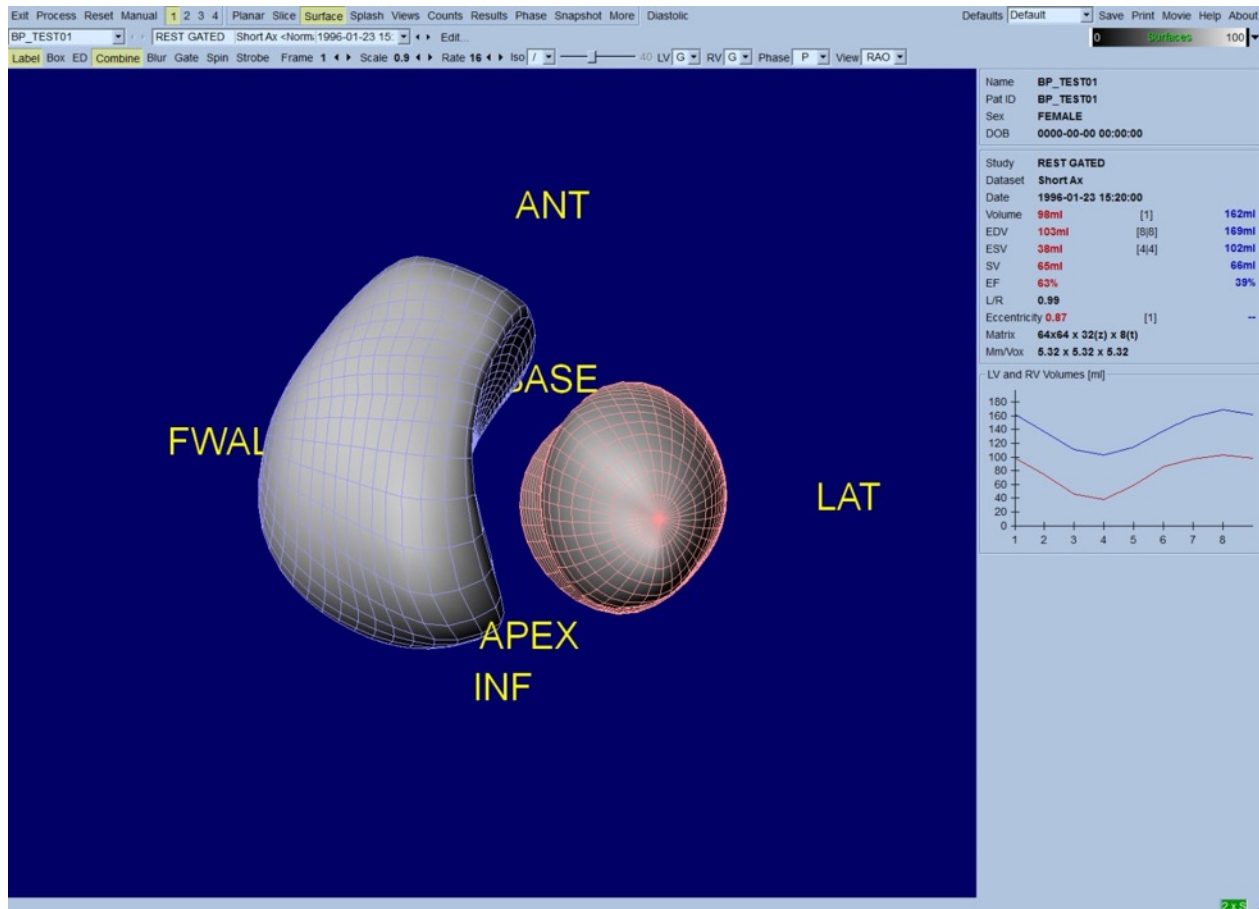 Exit Process Reset Manual 1 2 3 4 Planar Slice Surface Splash Views Counts Results Phase Snapshot More Diastolic Defaults Default Save Print Movie Help About
BP_TEST01 REST GATED Short Ax <Norm 1996-01-23 15: Edit... 0 Surfaces 100
Label Box ED Combine Blur Gate Spin Strobe Frame 1 Scale 0.9 Rate 16 Iso / 40 LV G RV G Phase P View RAO
ANT
BASE
FWAL
LAT
APEX
INF
Name BP_TEST01
Pat ID BP_TEST01
Sex FEMALE
DOB 0000-00-00 00:00:00
Study REST GATED
Dataset Short Ax
Date 1996-01-23 15:20:00
Volume 98ml [1] 162ml
EDV 103ml [8|8] 169ml
ESV 38ml [4|4] 102ml
SV 65ml 66ml
EF 63% 39%
L/R 0.99
Eccentricity 0.87 [1] --
Matrix 64x64 x 32(z) x 8(t)
Mm/Vox 5.32 x 5.32 x 5.32
LV and RV Volumes [ml]
180
160
140
120
100
80
60
40
20
0
1 2 3 4 5 6 7 8
2 x S